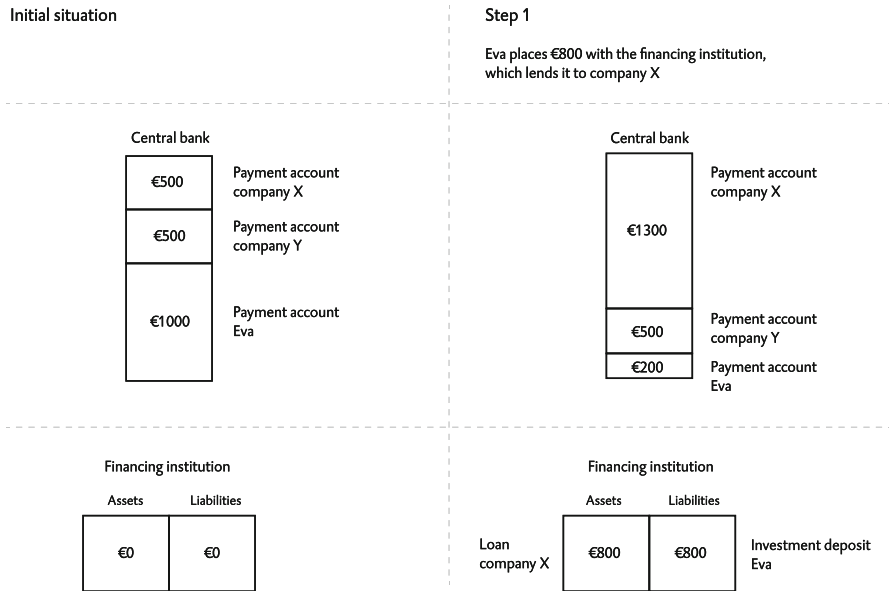 Initial situation
Step 1
Eva places €800 with the financing institution,
which lends it to company X
Central bank
€500
Payment account
company X
€500
Payment account
company Y
€1000
Payment account
Eva
Central bank
€1300
Payment account
company X
€500
Payment account
company Y
€200
Payment account
Eva
Financing institution
Assets
Liabilities
€0
€0
Financing institution
Assets
Liabilities
Loan
company X
€800
€800
Investment deposit
Eva